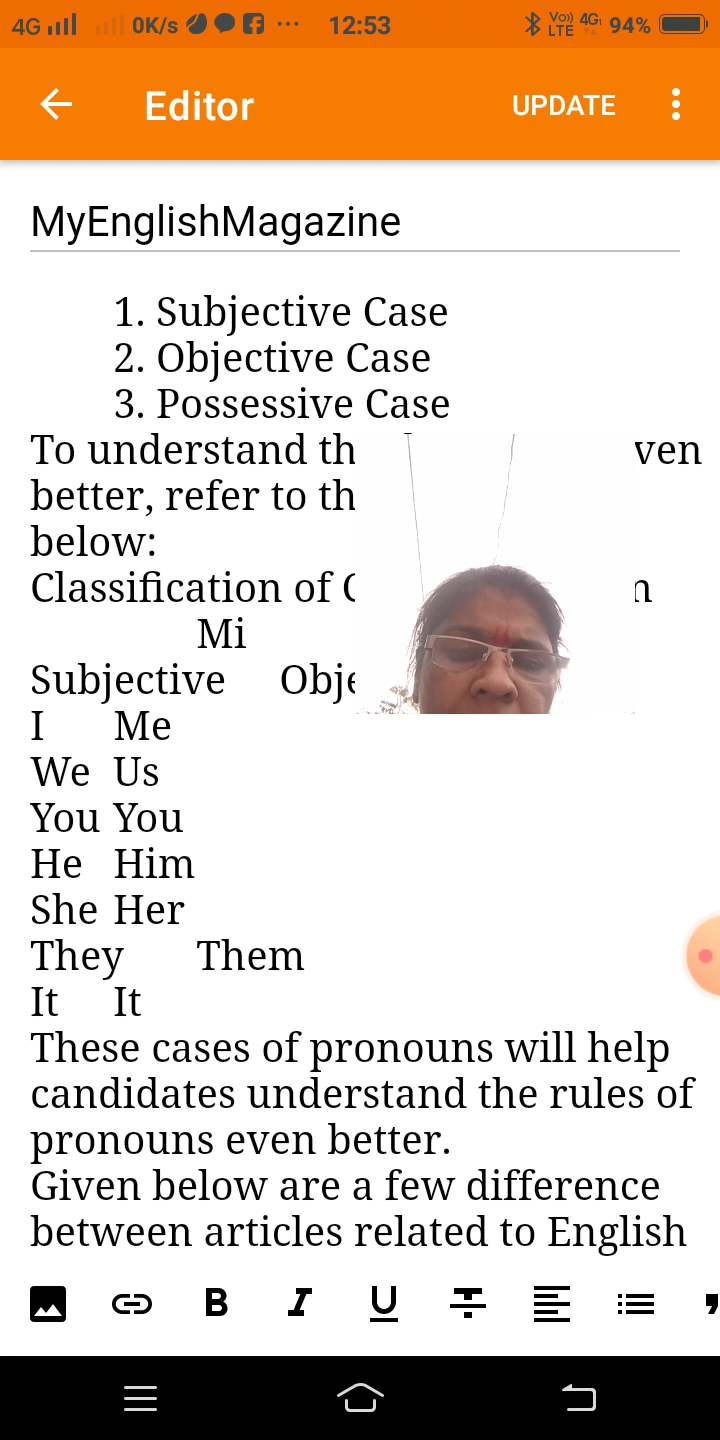 4G 0K/s ... 12:53 Vo)) LTE 4G 94%
Editor UPDATE
MyEnglishMagazine
1. Subjective Case
2. Objective Case
3. Possessive Case
To understand th ven
better, refer to th
below:
Classification of
Mi
Subjective Obje
I Me
We Us
You You
He Him
She Her
They Them
It It
These cases of pronouns will help
candidates understand the rules of
pronouns even better.
Given below are a few difference
between articles related to English
B I U